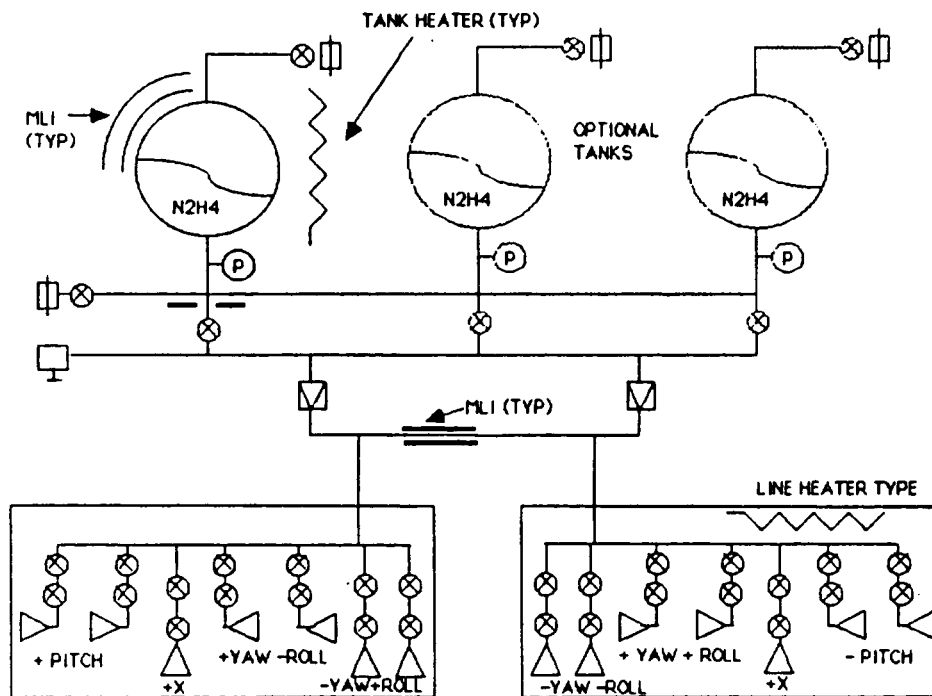 TANK HEATER (TYP)
MLI
(TYP)
OPTIONAL
TANKS
N2H4
N2H4
N2H4
P
P
P
MLI (TYP)
LINE HEATER TYPE
+ PITCH
+X
+YAW -ROLL
-YAW+ROLL
-YAW -ROLL
+ YAW + ROLL
+X
- PITCH